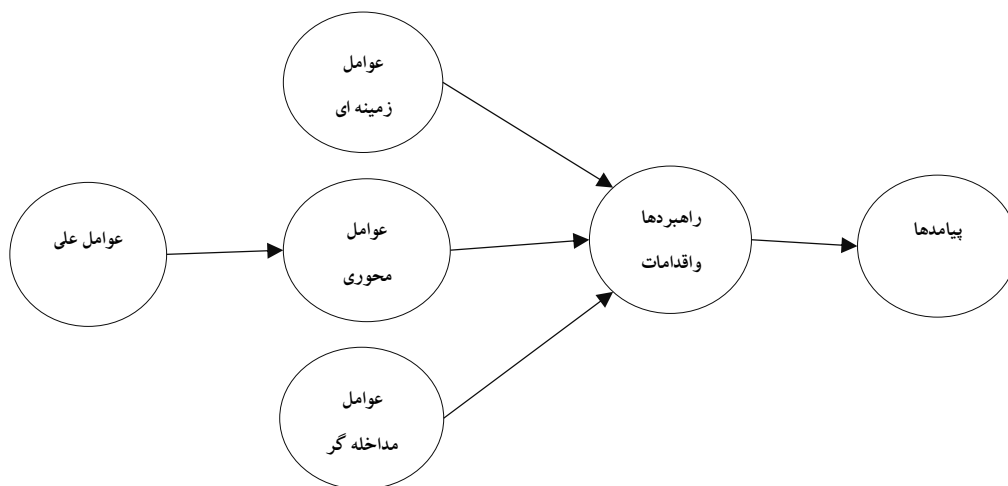 عوامل
زمینه ای
راهبردها
واقدامات
پیامدها
عوامل
محوری
عوامل علی
عوامل
مداخله گر